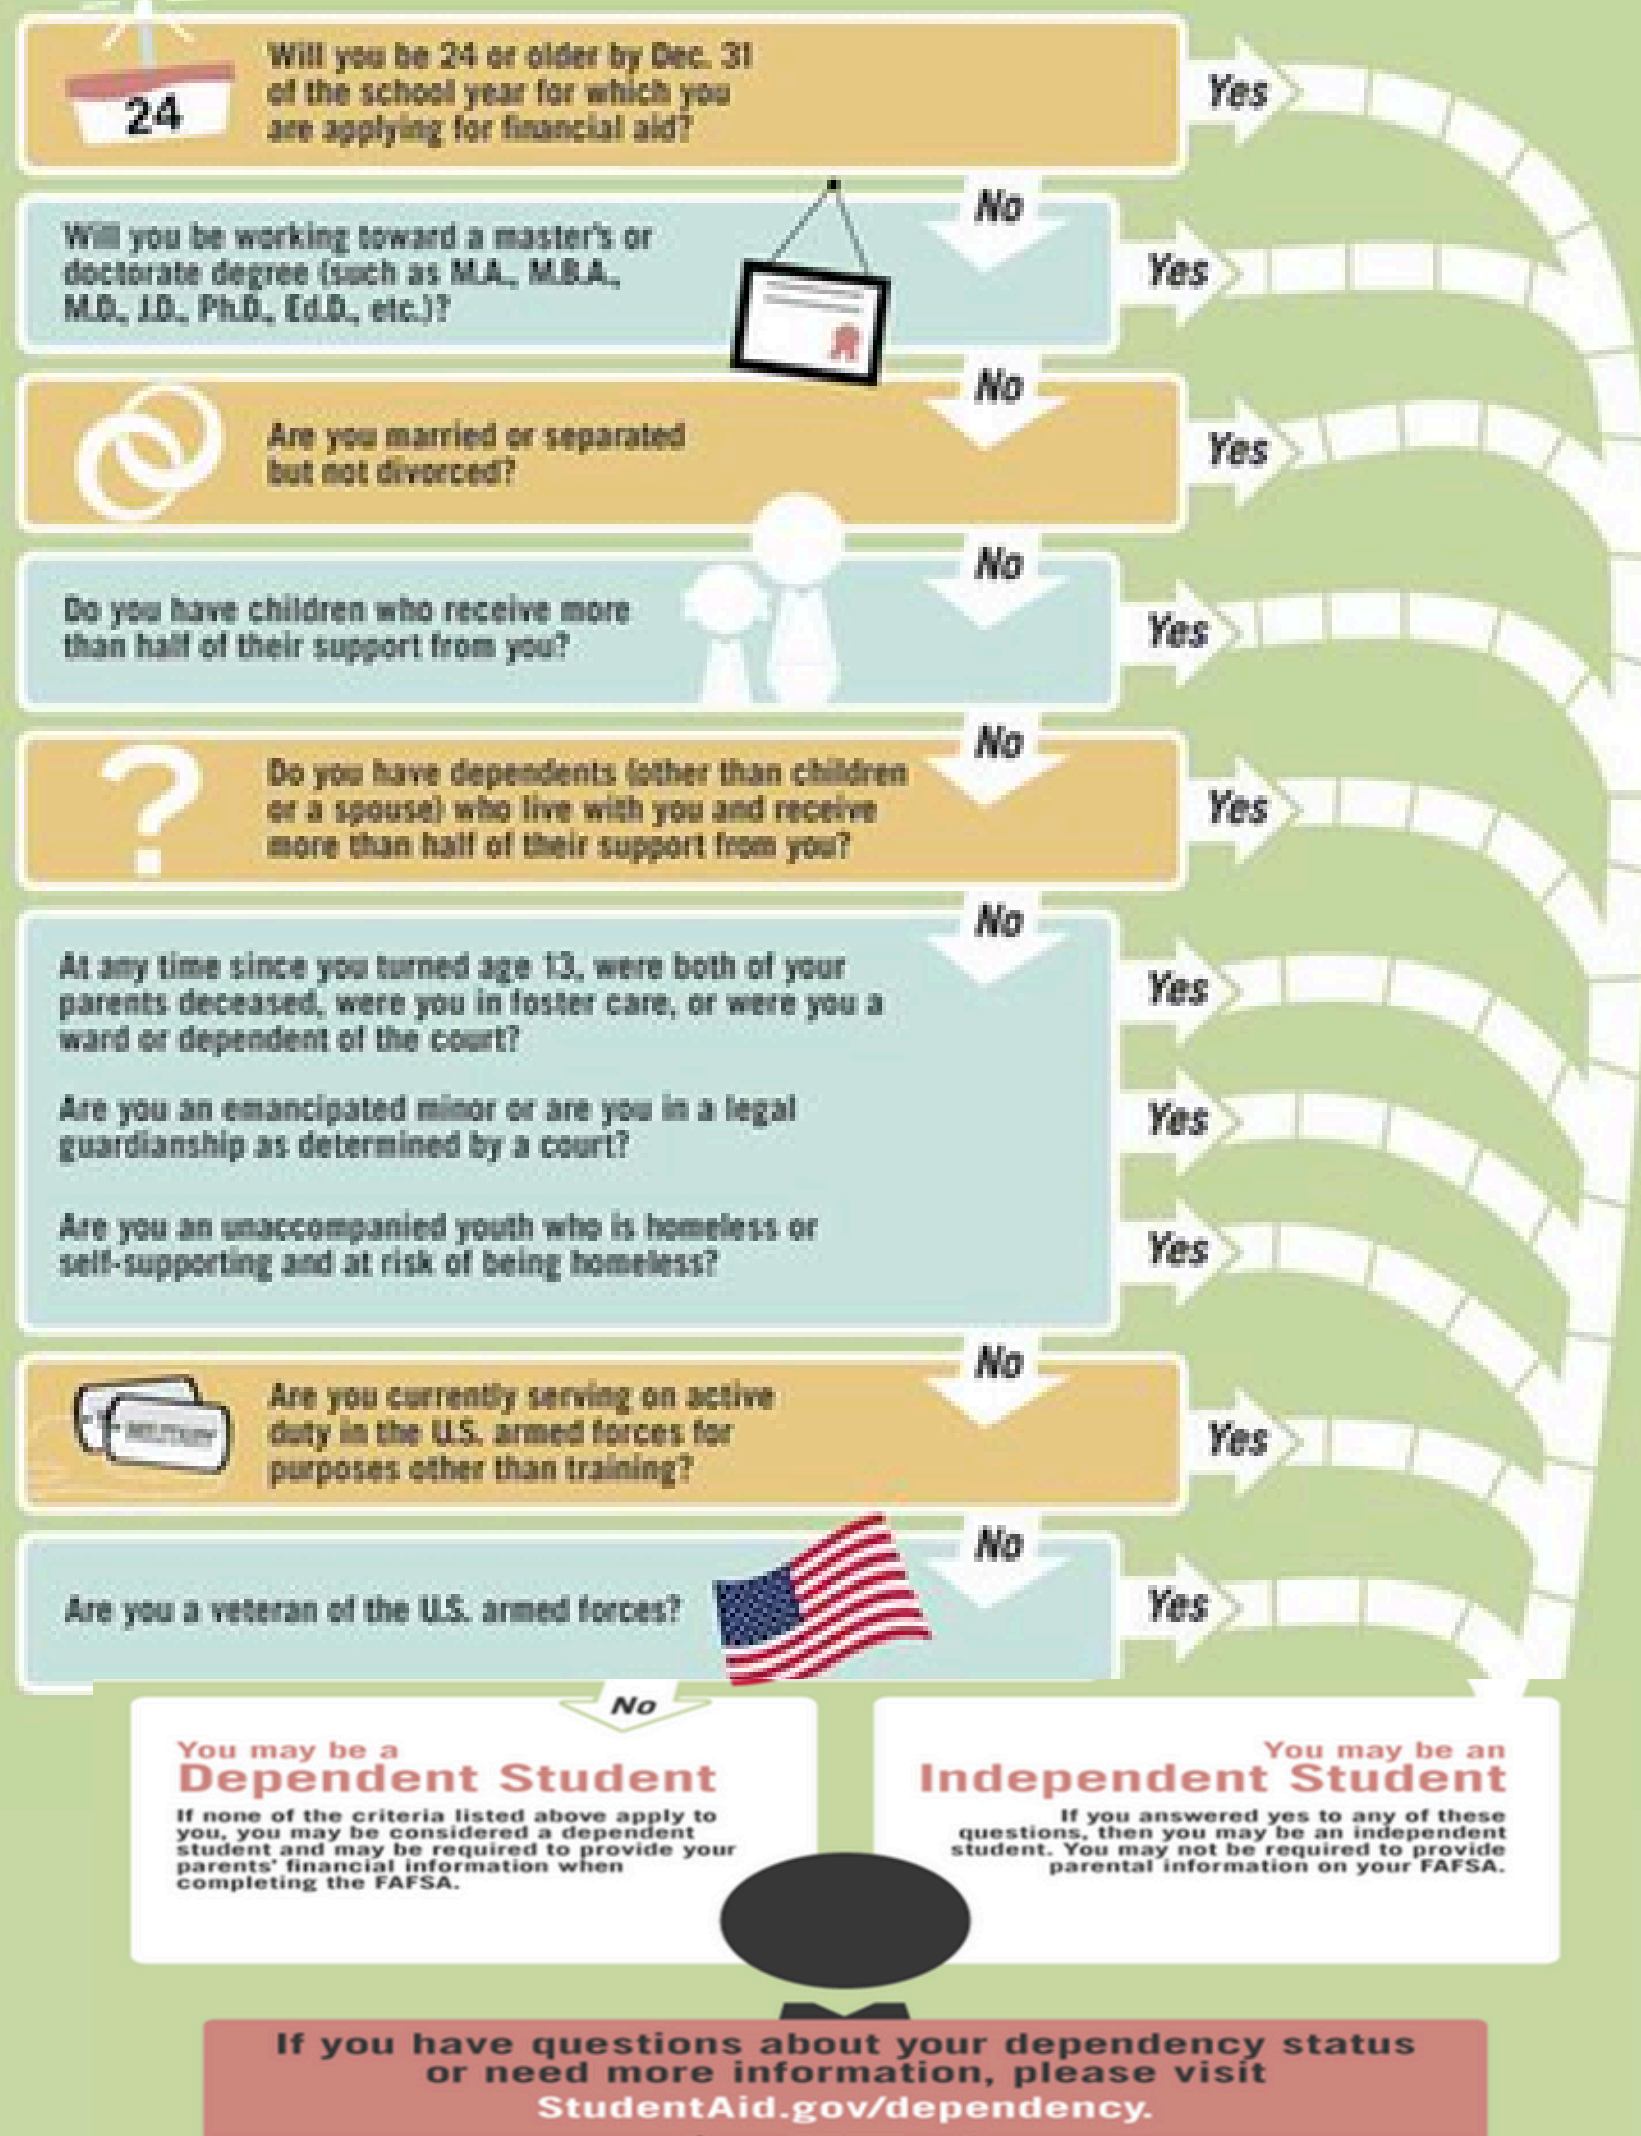 24
Will you be 24 or older by Dec. 31
of the school year for which you
are applying for financial aid?
Yes
No
Will you be working toward a master's or
doctorate degree (such as M.A., M.B.A.,
M.D., J.D., Ph.D., Ed.D., etc.)?
Yes
No
Are you married or separated
but not divorced?
Yes
No
Do you have children who receive more
than half of their support from you?
Yes
No
Do you have dependents (other than children
or a spouse) who live with you and receive
more than half of their support from you?
Yes
No
At any time since you turned age 13, were both of your
parents deceased, were you in foster care, or were you a
ward or dependent of the court?
Yes
Are you an emancipated minor or are you in a legal
guardianship as determined by a court?
Yes
Are you an unaccompanied youth who is homeless or
self-supporting and at risk of being homeless?
Yes
No
MILITARY
Are you currently serving on active
duty in the U.S. armed forces for
purposes other than training?
Yes
No
Are you a veteran of the U.S. armed forces?
Yes
No
You may be a
Dependent Student
If none of the criteria listed above apply to
you, you may be considered a dependent
student and may be required to provide your
parents' financial information when
completing the FAFSA.
You may be an
Independent Student
If you answered yes to any of these
questions, then you may be an independent
student. You may not be required to provide
parental information on your FAFSA.
If you have questions about your dependency status
or need more information, please visit
StudentAid.gov/dependency.